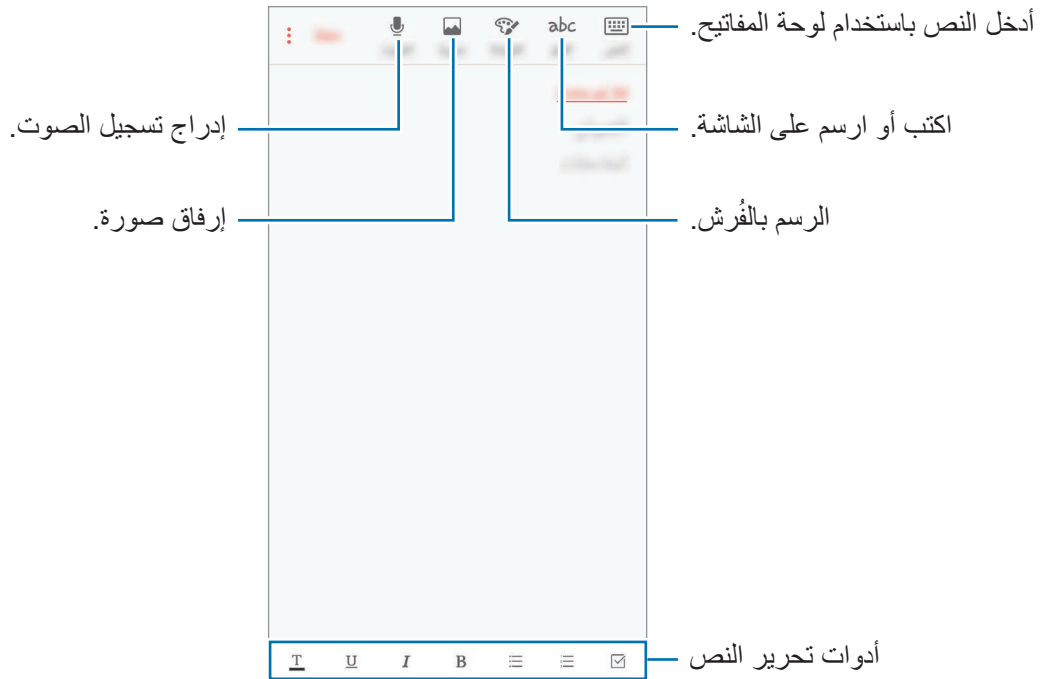 أدخل النص باستخدام لوحة المفاتيح.
abc
اكتب أو ارسم على الشاشة.
إدراج تسجيل الصوت.
الرسم بالفُرش.
إرفاق صورة.
أدوات تحرير النص
T U I B